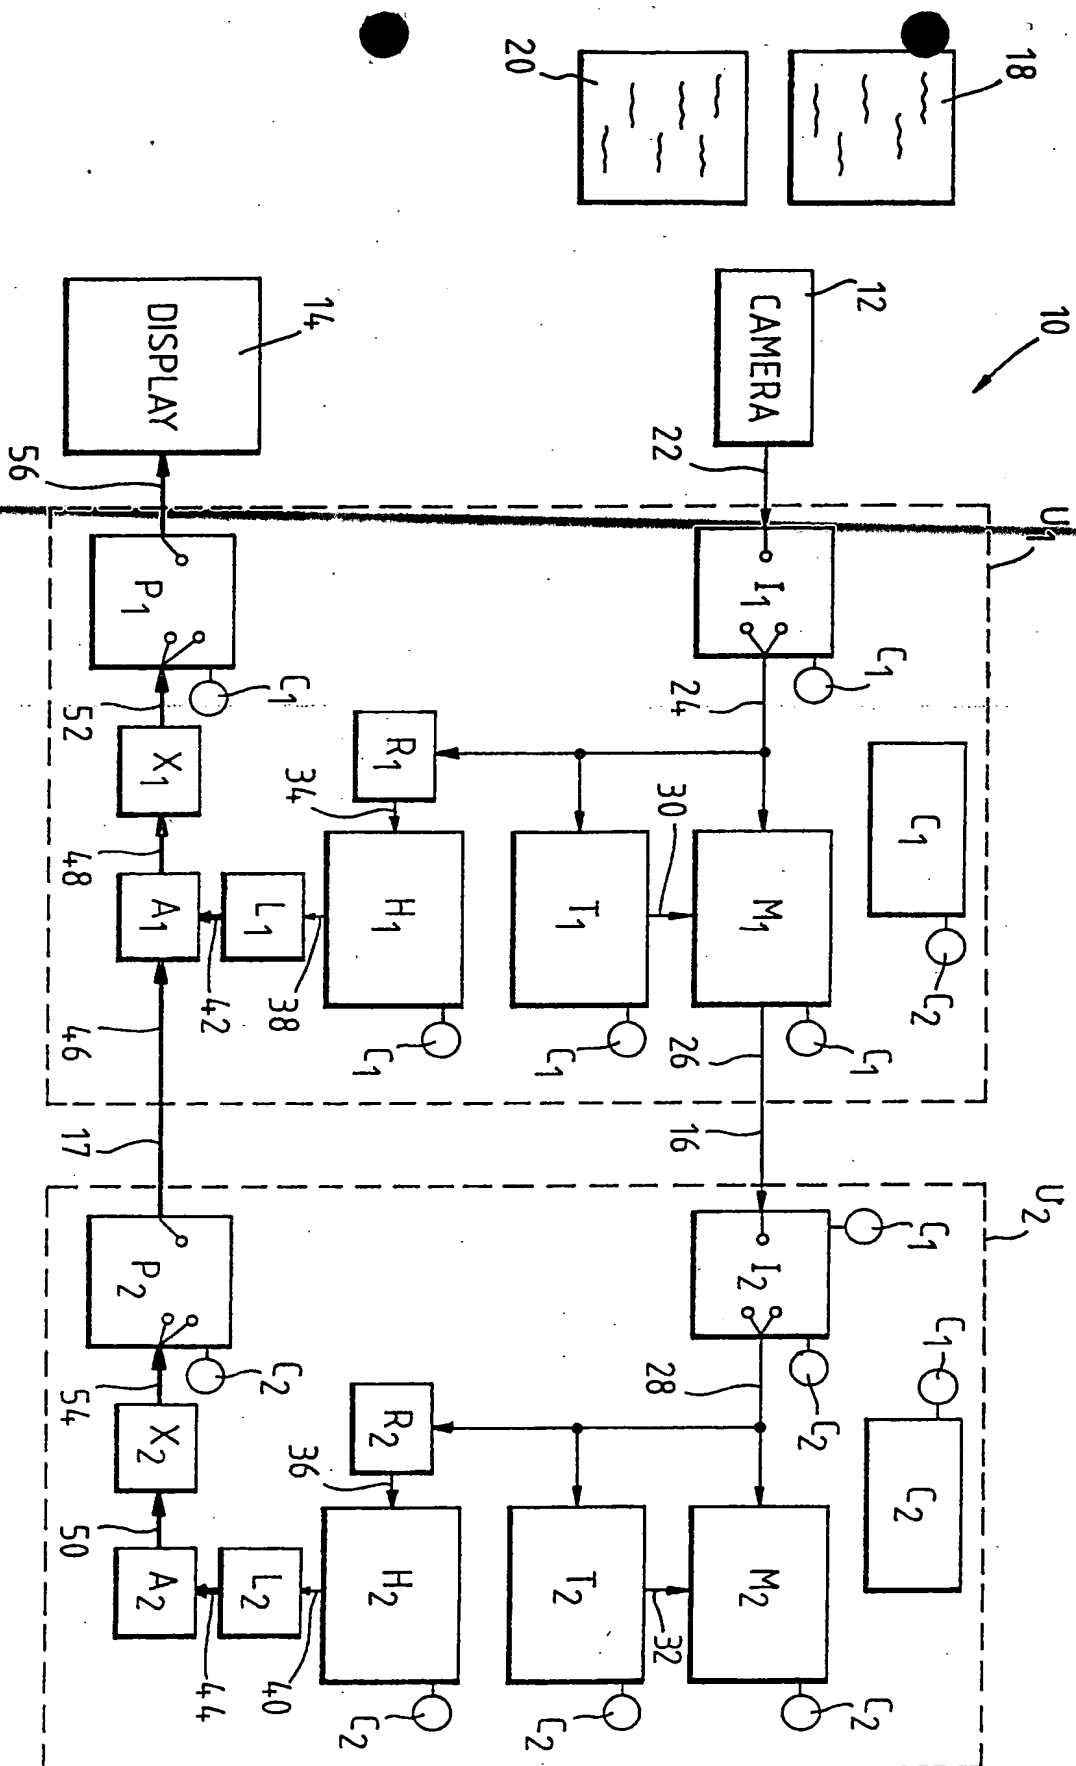 10
18
20
12
CAMERA
22
14
DISPLAY
56
U1
I1
C1
24
C1
C2
M1
C1
26
30
T1
C1
R1
34
H1
C1
38
L1
42
A1
48
X1
52
P1
C1
46
16
17
U2
I2
C1
C2
28
C1
C2
M2
C2
32
T2
C2
R2
36
H2
C2
40
L2
44
A2
50
X2
54
P2
C2